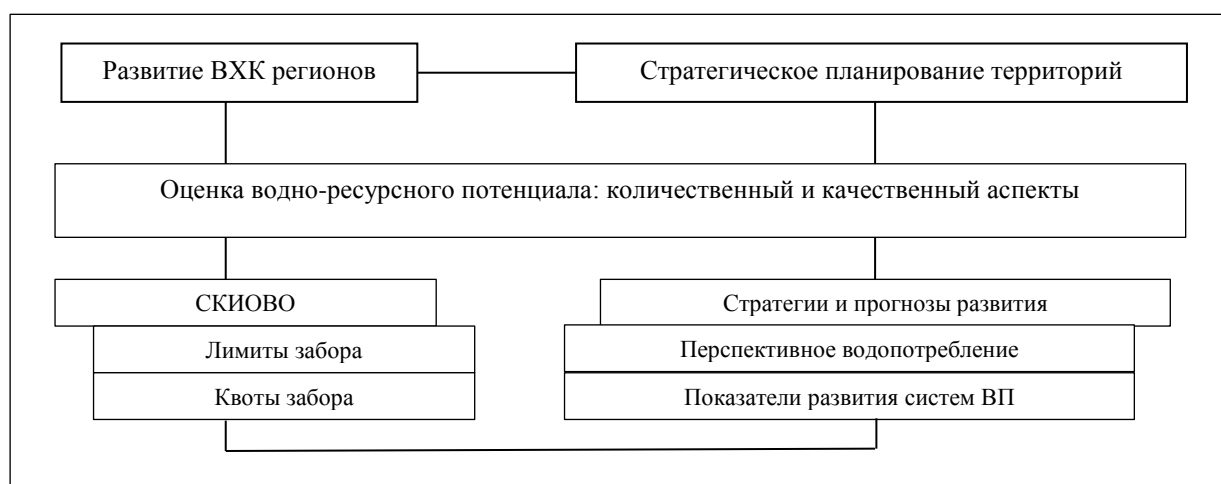 Развитие ВХК регионов
Стратегическое планирование территорий
Оценка водно-ресурсного потенциала: количественный и качественный аспекты
СКИОВО
Стратегии и прогнозы развития
Лимиты забора
Перспективное водопотребление
Квоты забора
Показатели развития систем ВП